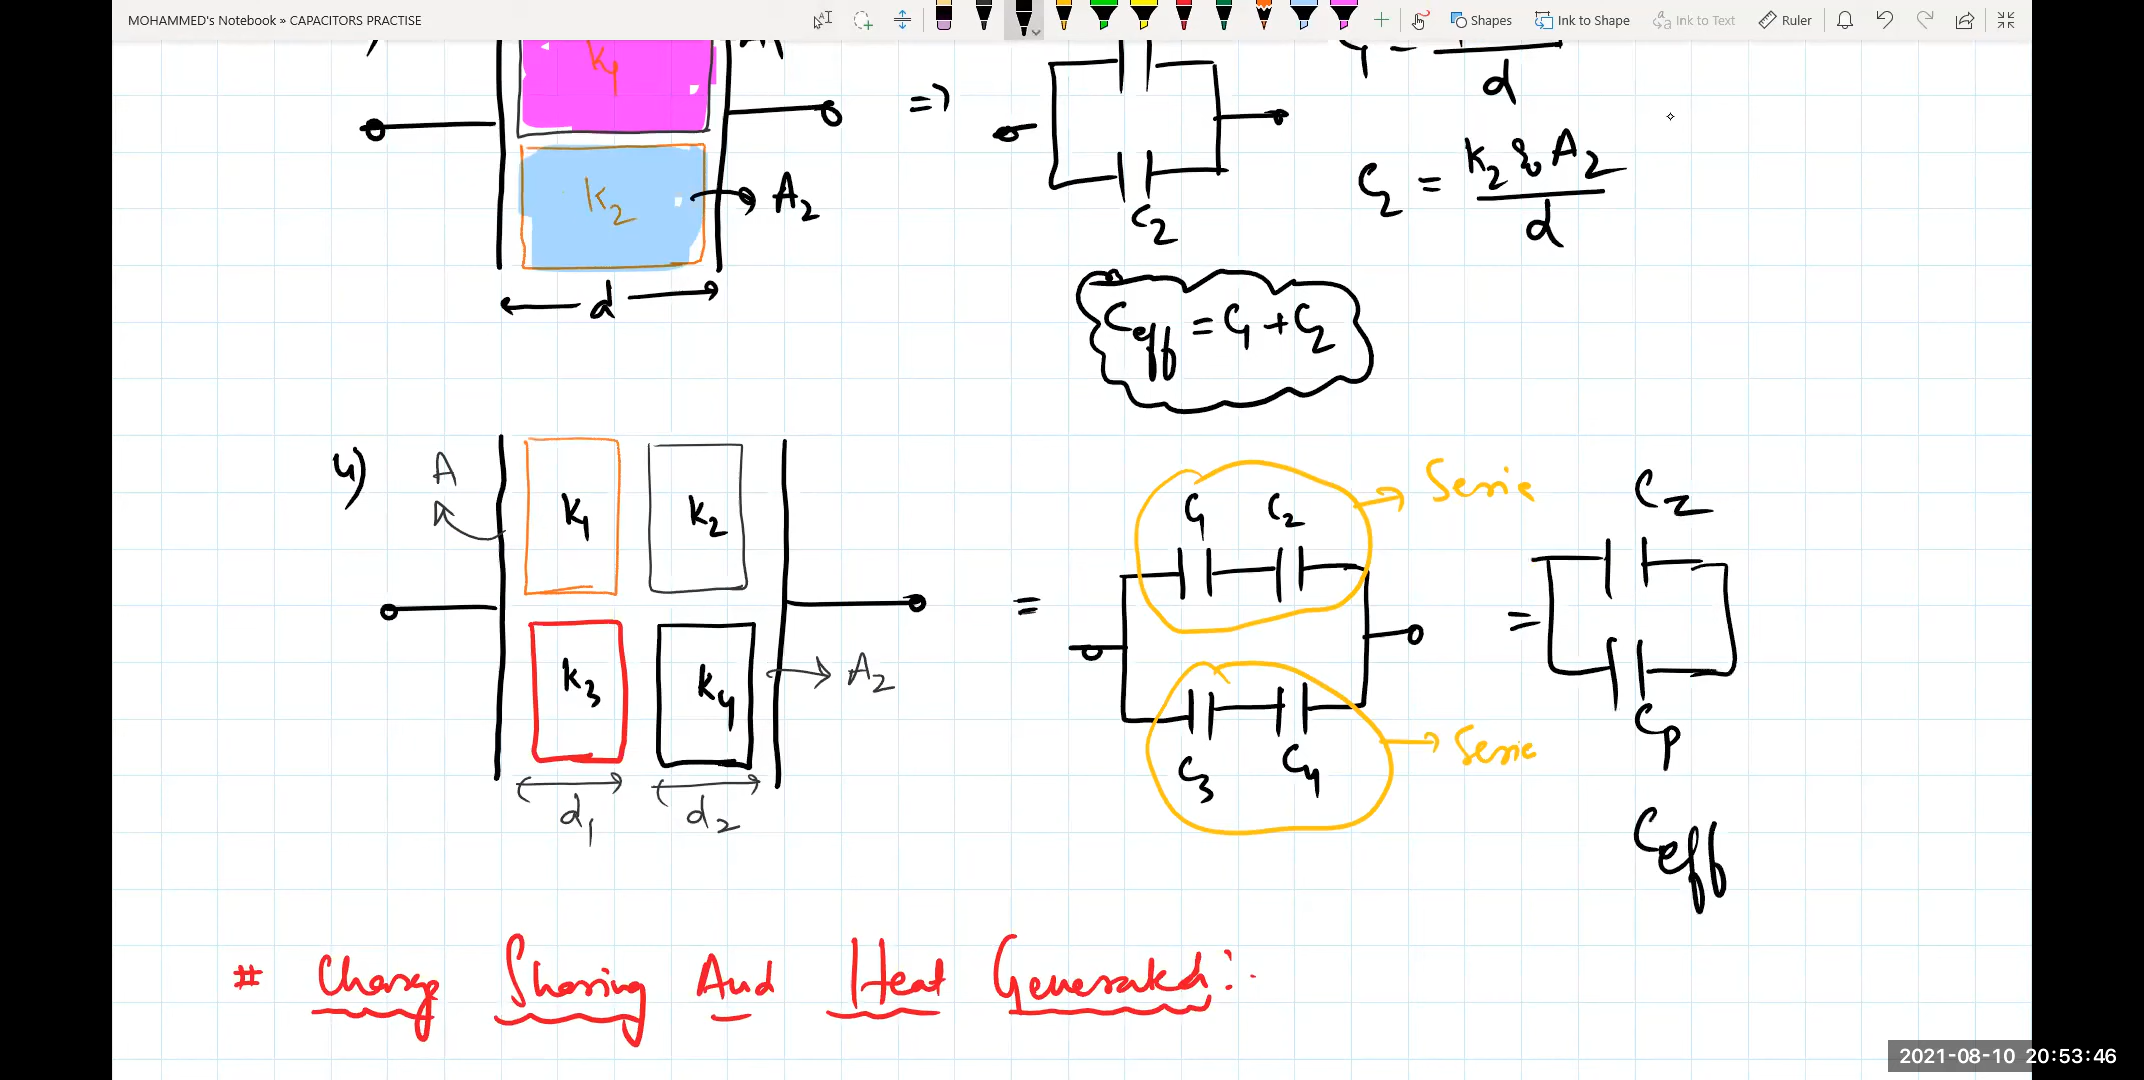 MOHAMMED's Notebook » CAPACITORS PRACTISE
Shapes
Ink to Shape
Ink to Text
Ruler
k1
d
=>
C2 = k2 ε0 A2 / d
k2
A2
C2
d
Ceff = C1 + C2
4)
A
k1
k2
C1 C2
Serie
Cz
=
=
k3
k4
A2
Cp
Serie
C3 C4
d1
d2
Ceff
# Charge Sharing And Heat Generated:-
2021-08-10 20:53:46